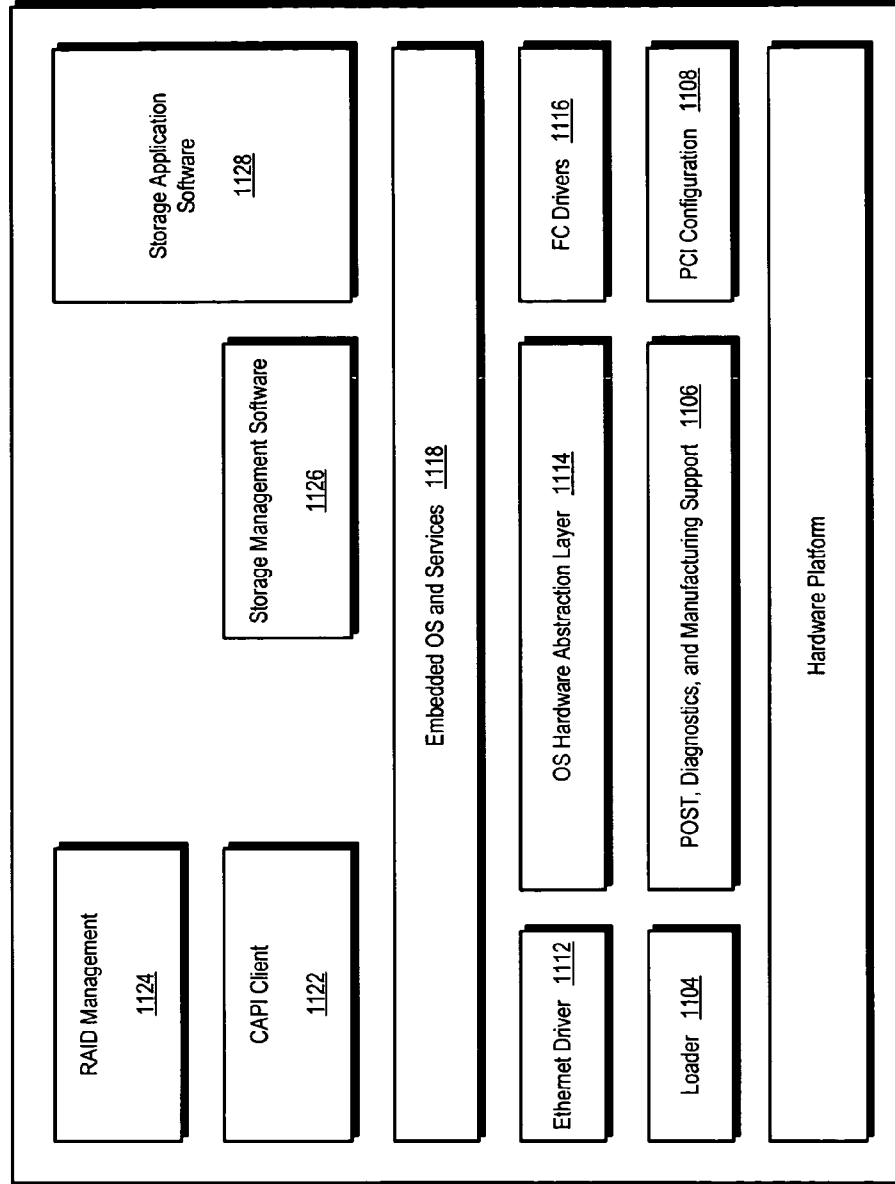 RAID Management
1124
CAPI Client
1122
Storage Management Software
1126
Storage Application
Software
1128
Embedded OS and Services 1118
Ethernet Driver 1112
OS Hardware Abstraction Layer 1114
FC Drivers 1116
Loader 1104
POST, Diagnostics, and Manufacturing Support 1106
PCI Configuration 1108
Hardware Platform